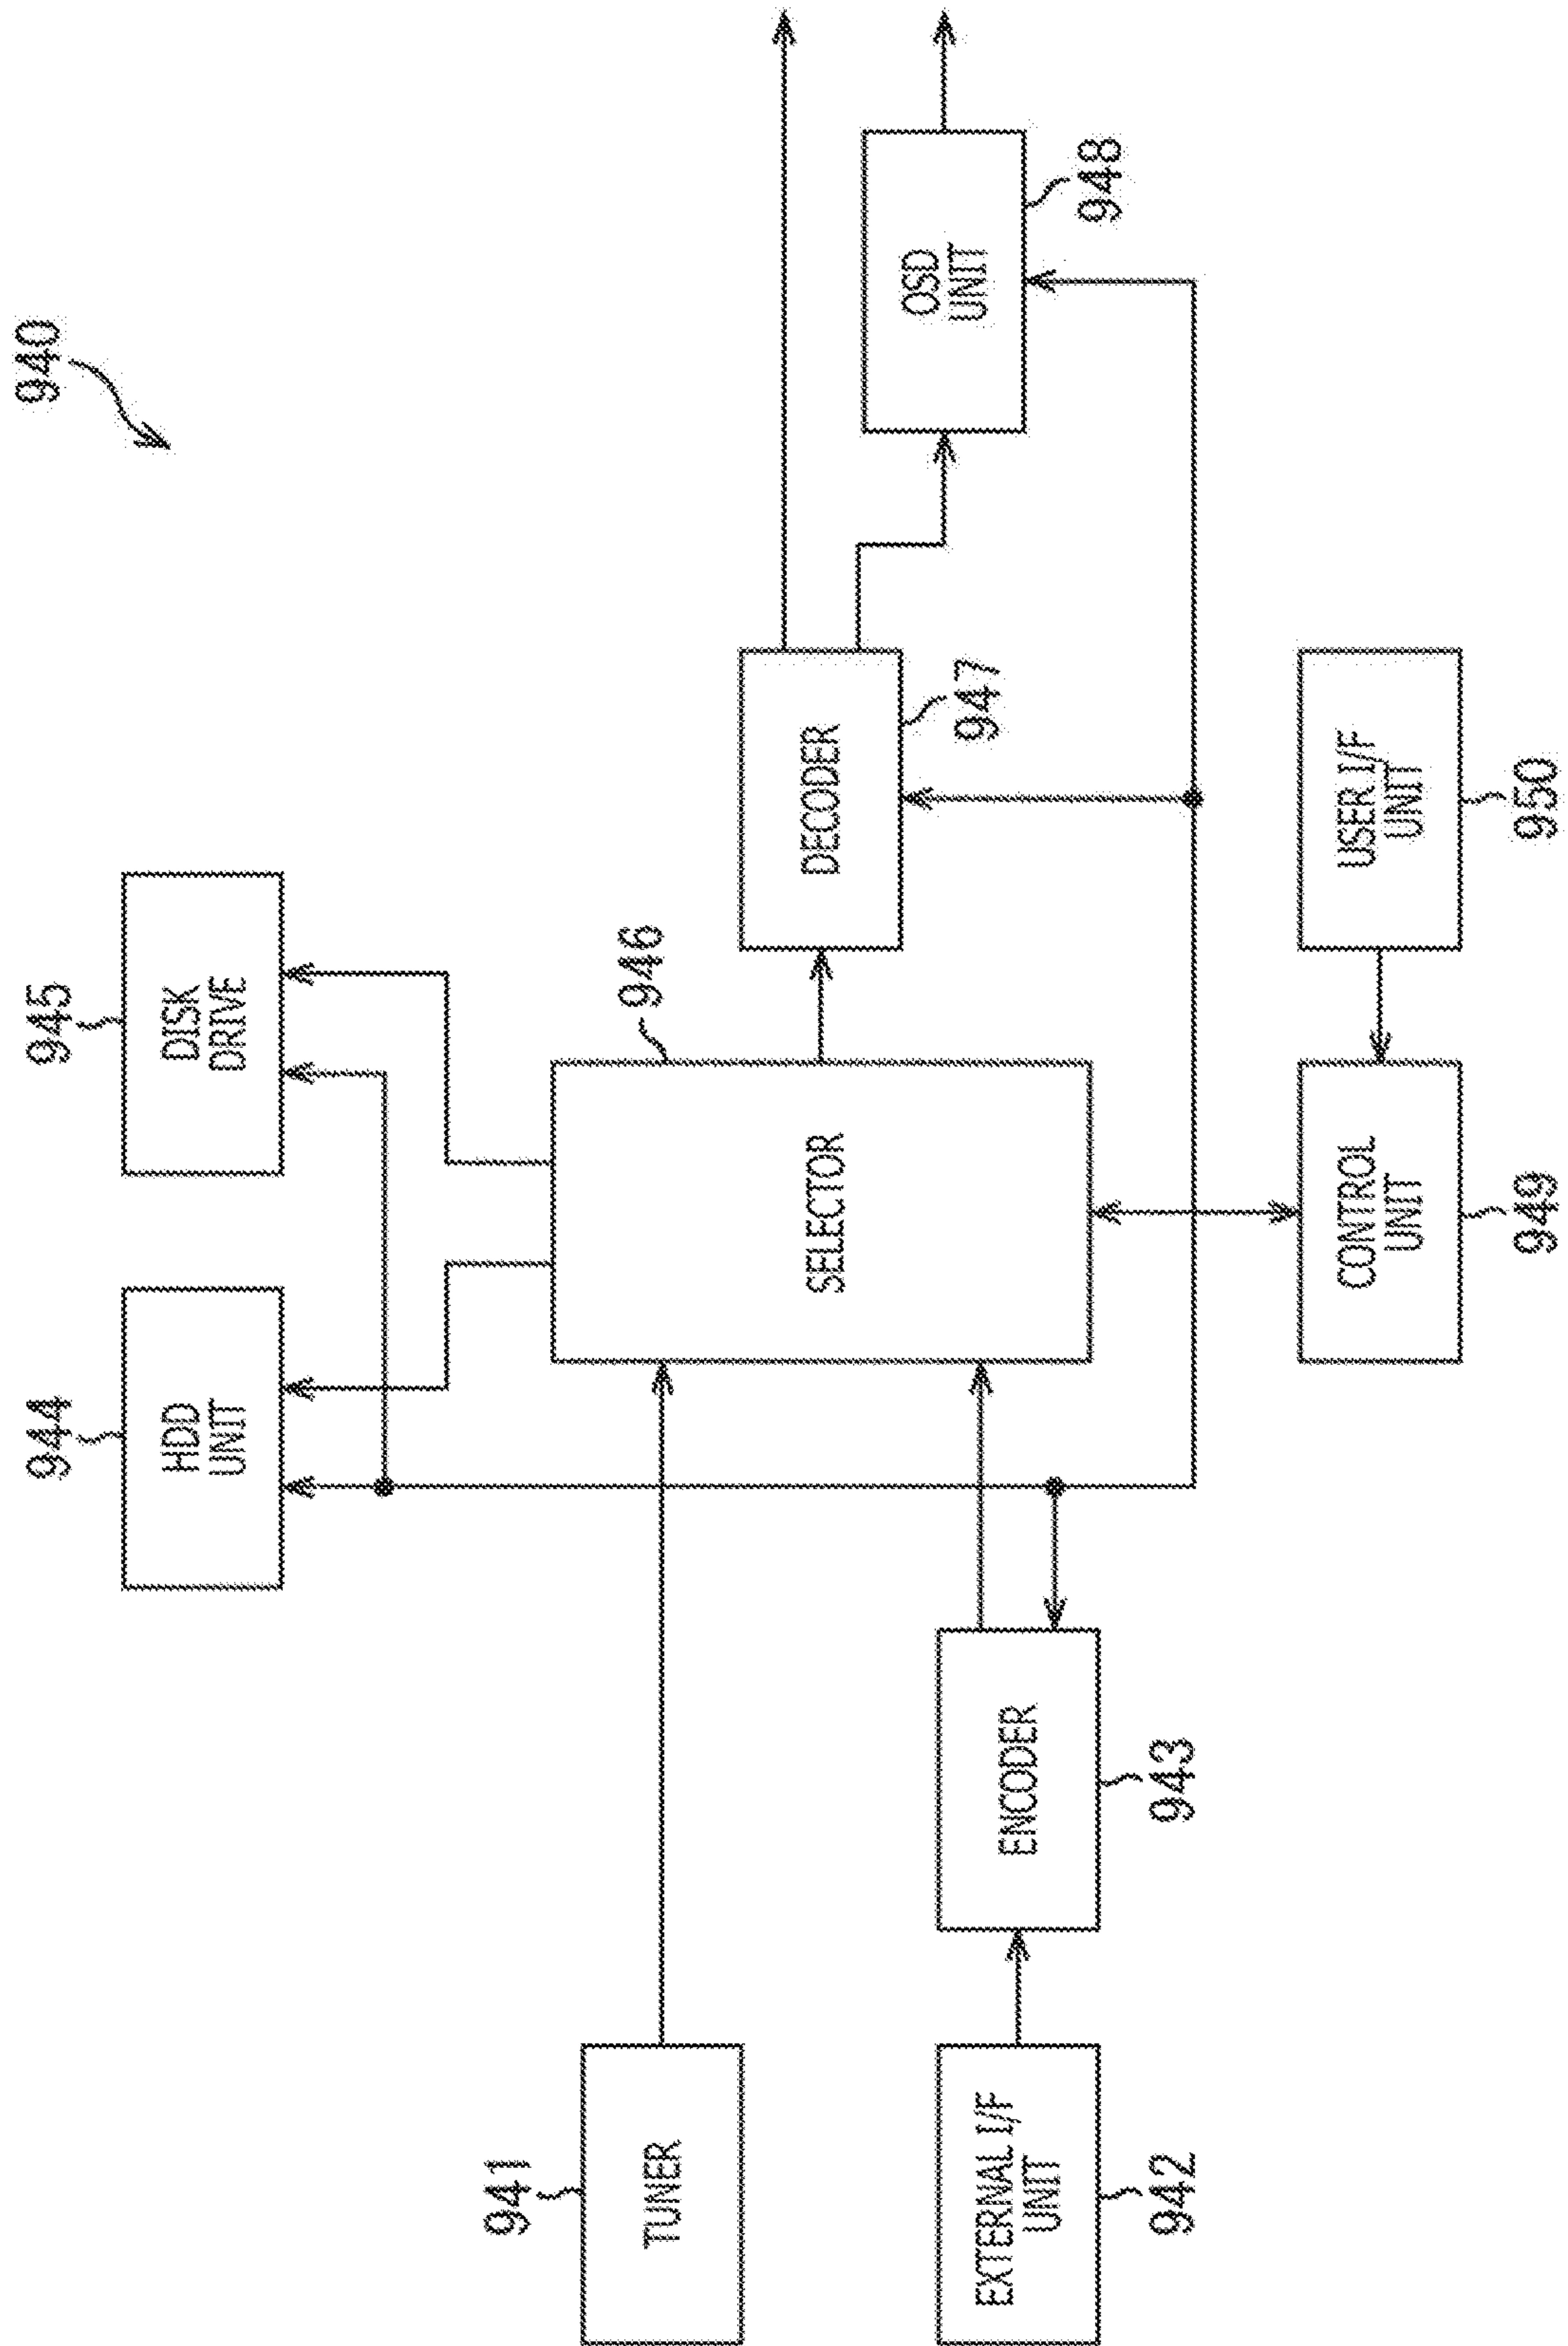 940
944
HDD
UNIT
945
DISK
DRIVE
941
TUNER
946
SELECTOR
DECODER
947
OSD
UNIT
948
EXTERNAL I/F
UNIT
942
ENCODER
943
CONTROL
UNIT
949
USER I/F
UNIT
950